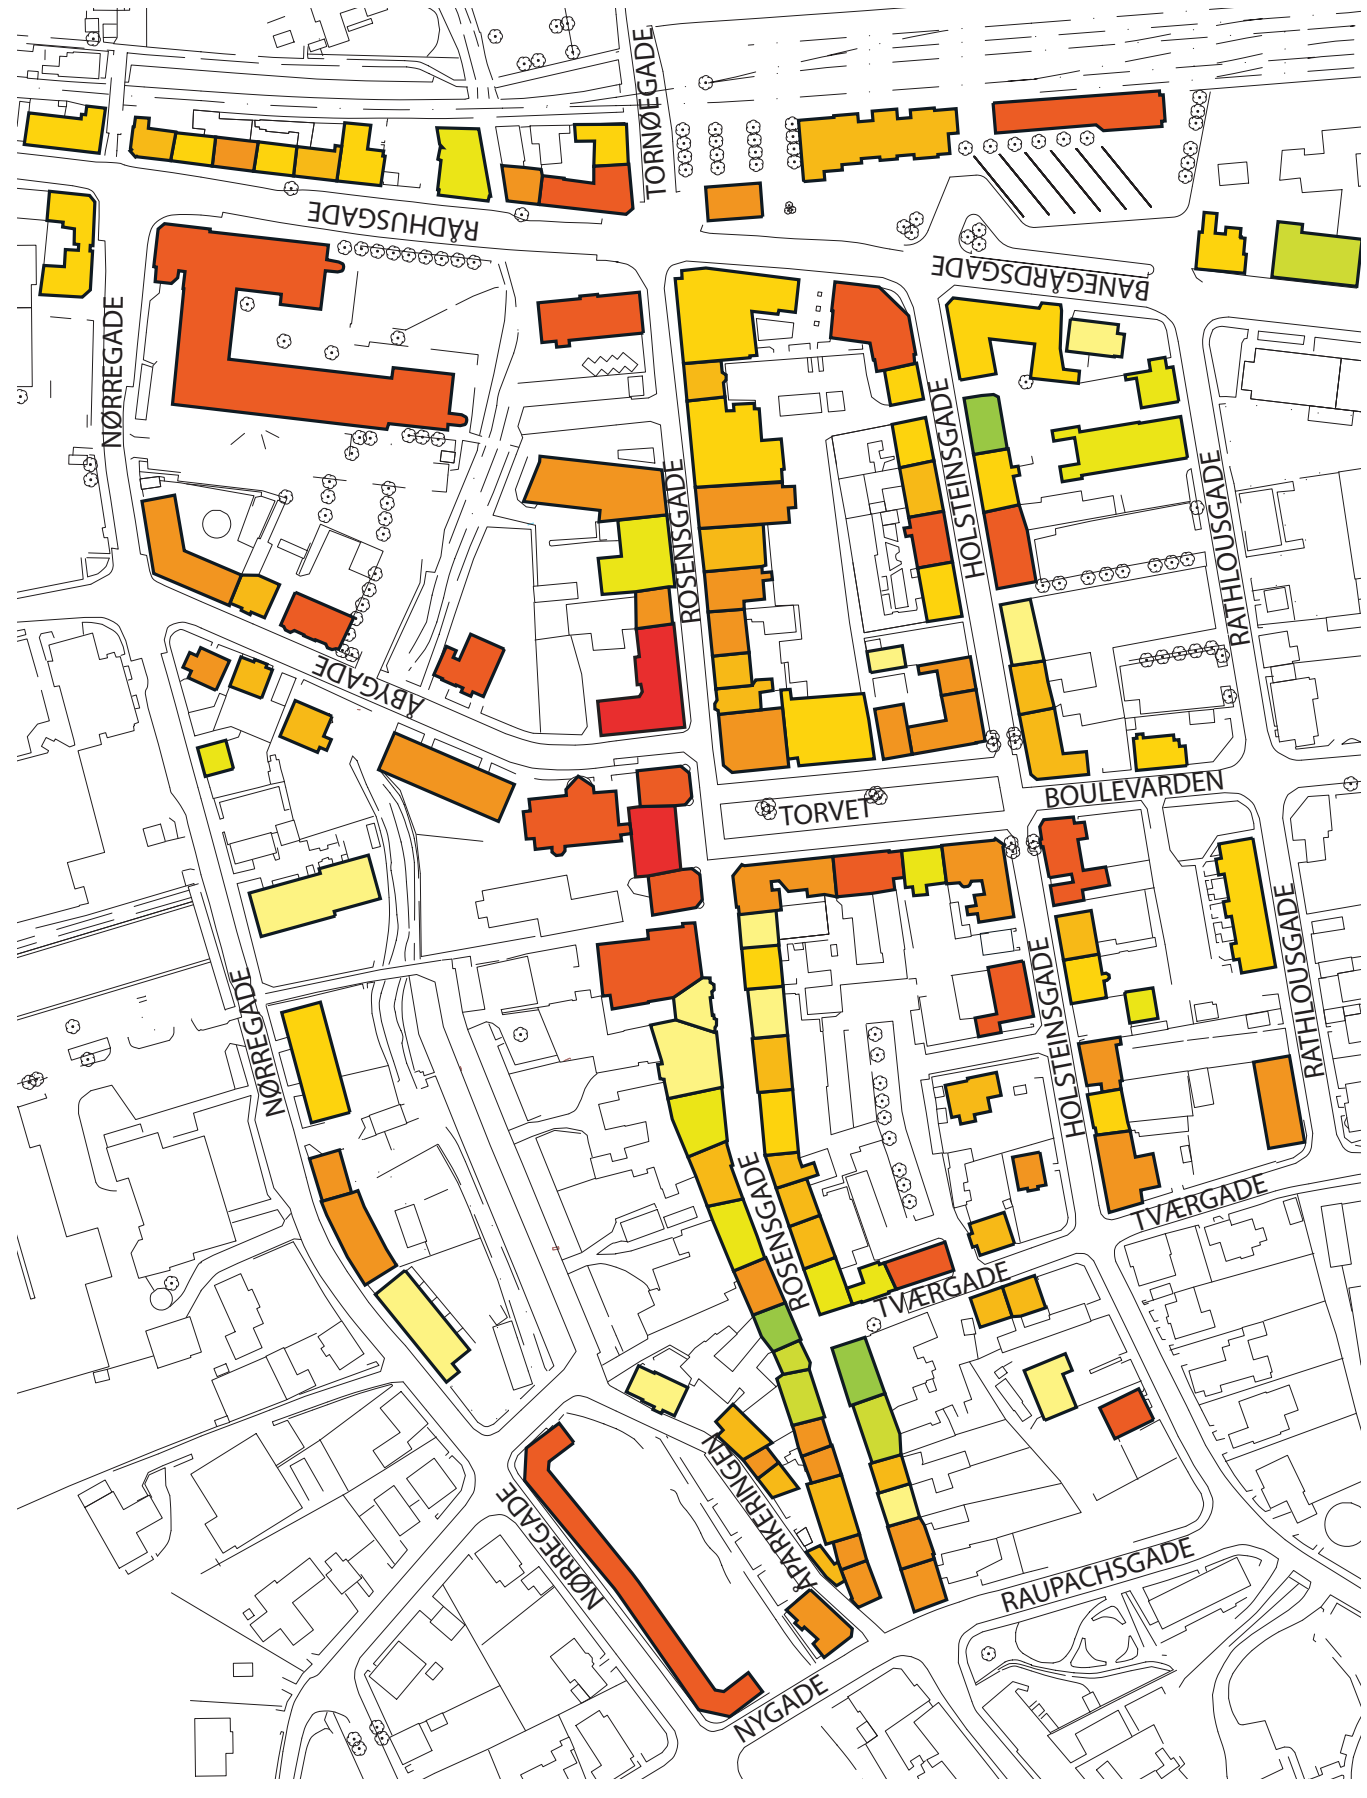 TORNØEGADE
RÅDHUSGADE
BANEGÅRDSGADE
NØRREGADE
HOLSTEINSGADE
ROSENSGADE
RATHLOUSGADE
ÅBYGADE
BOULEVARDEN
TORVET
RATHLOUSGADE
HOLSTEINSGADE
NØRREGADE
ROSENSGADE
TVÆRGADE
TVÆRGADE
ÅPARKERINGEN
NØRREGADE
RAUPACHSGADE
NYGADE